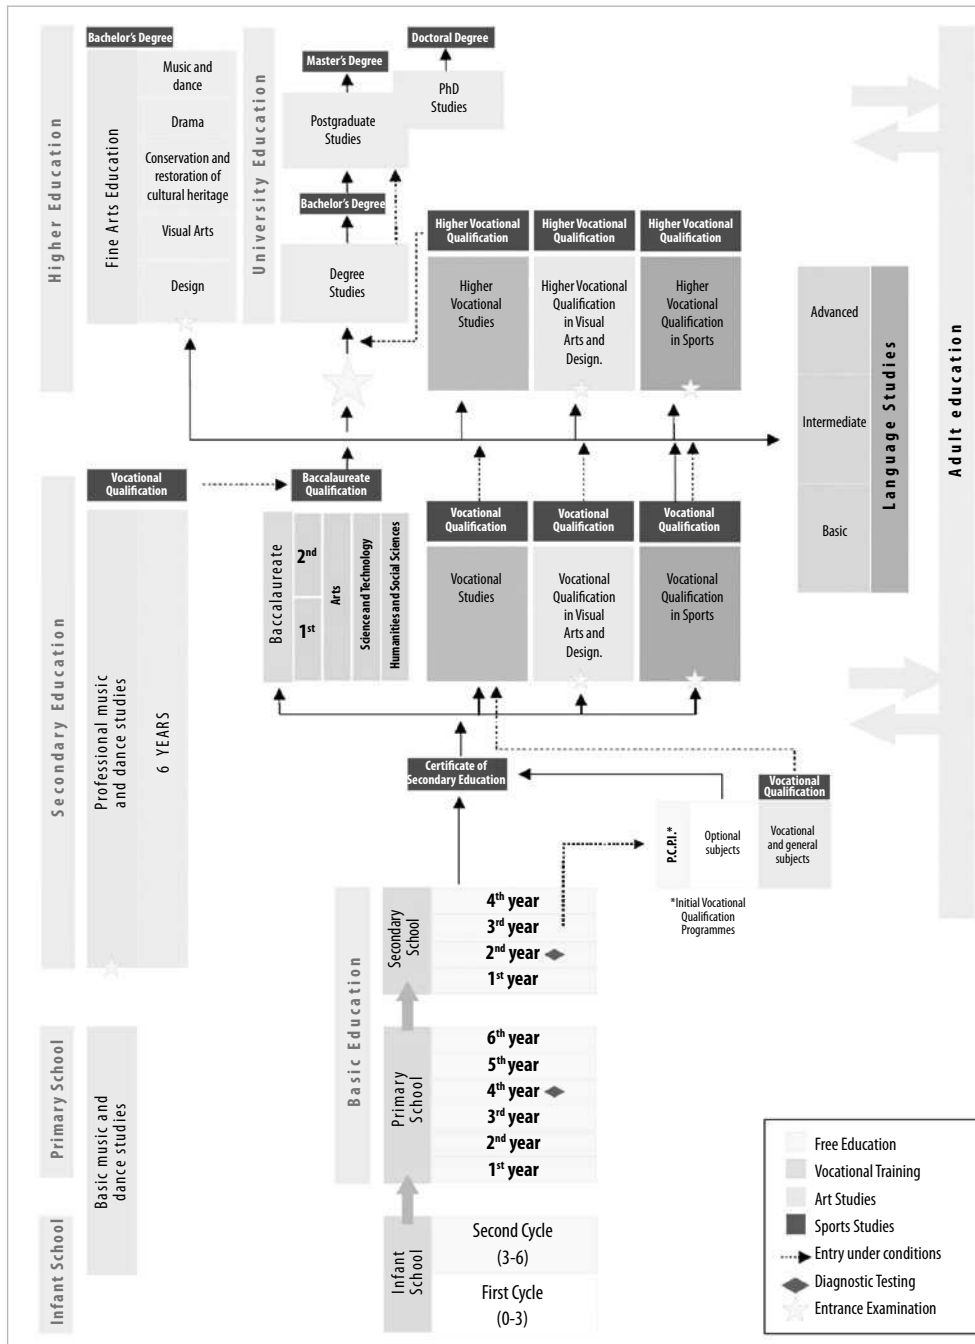 Higher Education
Bachelor's Degree
Fine Arts Education
Music and
dance
Drama
Conservation and
restoration of
cultural heritage
Visual Arts
Design
University Education
Doctoral Degree
Master's Degree
PhD
Studies
Postgraduate
Studies
Bachelor's Degree
Degree
Studies
Higher Vocational
Qualification
Higher
Vocational
Studies
Higher Vocational
Qualification
Higher Vocational
Qualification
in Visual
Arts and
Design.
Higher Vocational
Qualification
Higher
Vocational
Qualification
in Sports
Advanced
Intermediate
Basic
Language Studies
Adult education
Secondary Education
Vocational
Qualification
Professional music
and dance studies
6 YEARS
Baccalaureate
Qualification
Baccalaureate
2nd
1st
Arts
Science and Technology
Humanities and Social Sciences
Vocational
Qualification
Vocational
Studies
Vocational
Qualification
Vocational
Qualification
in Visual
Arts and
Design.
Vocational
Qualification
Vocational
Qualification
in Sports
Certificate of
Secondary Education
Vocational
Qualification
P.C.P.I.*
Optional
subjects
Vocational
and general
subjects
*Initial Vocational
Qualification
Programmes
Basic Education
Secondary
School
4th year
3rd year
2nd year
1st year
Primary School
Basic music and
dance studies
Primary
School
6th year
5th year
4th year
3rd year
2nd year
1st year
Infant School
Infant
School
Second Cycle
(3-6)
First Cycle
(0-3)
Free Education
Vocational Training
Art Studies
Sports Studies
Entry under conditions
Diagnostic Testing
Entrance Examination